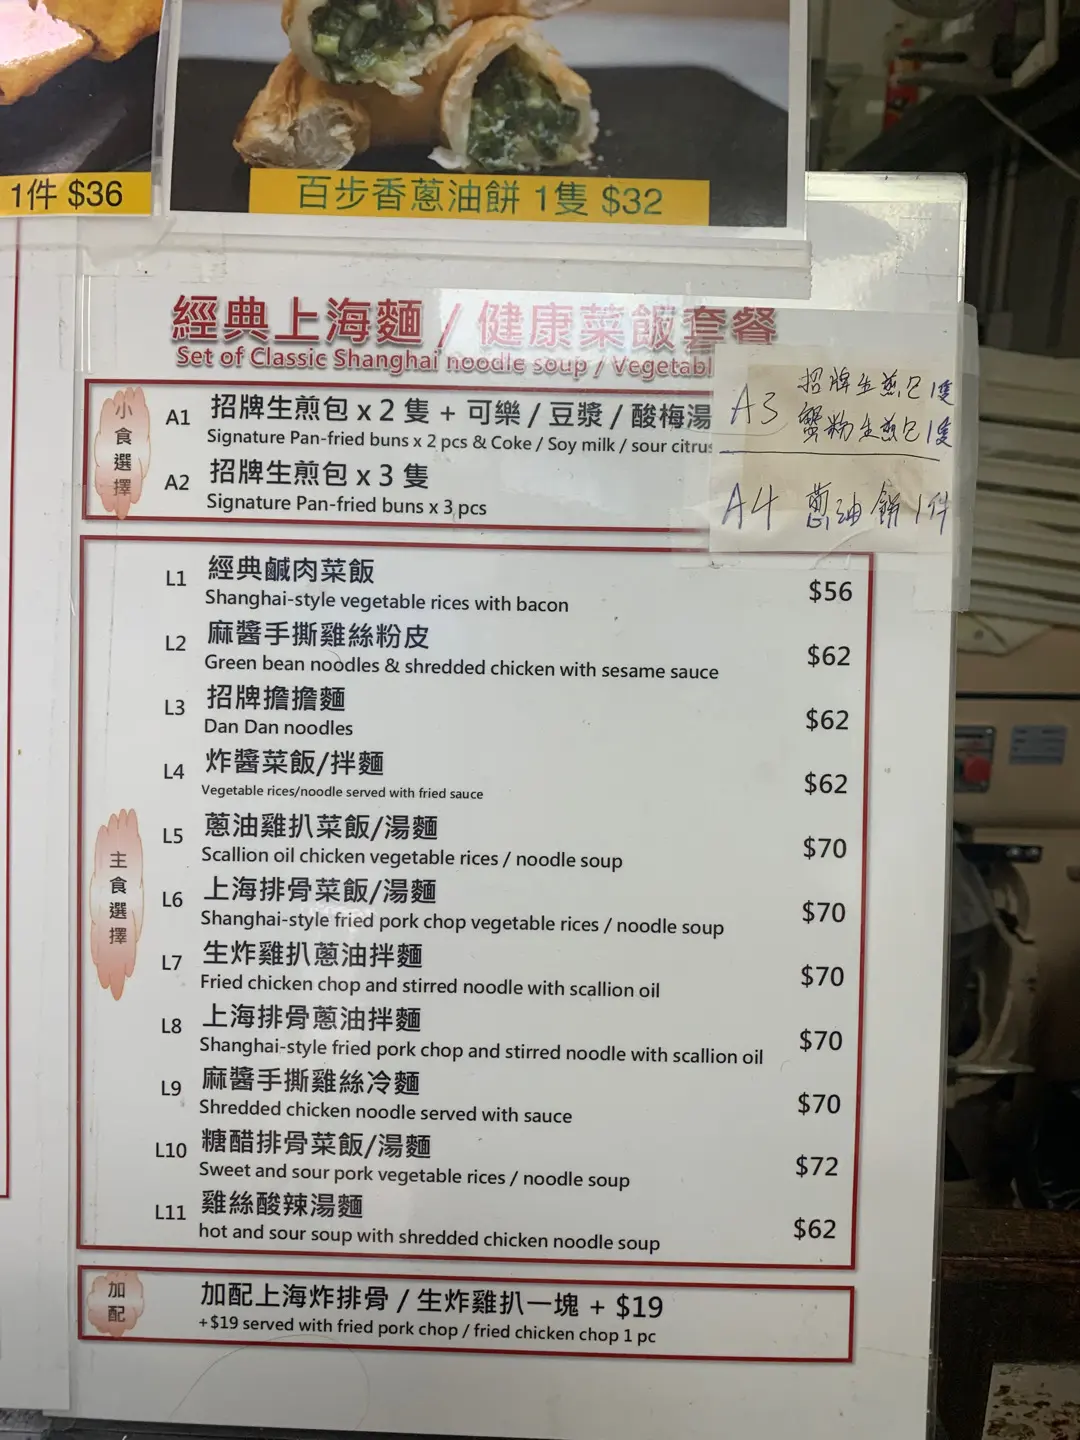 1件 $36
百步香蔥油餅 1隻 $32
經典上海麵 / 健康菜飯套餐
Set of Classic Shanghai noodle soup / Vegetabl
小食選擇
A1 招牌生煎包 x 2 隻 + 可樂 / 豆漿 / 酸梅湯
Signature Pan-fried buns x 2 pcs & Coke / Soy milk / sour citrus
A2 招牌生煎包 x 3 隻
Signature Pan-fried buns x 3 pcs
A3 招牌生煎包1隻
蟹粉生煎包1隻
A4 蔥油餅1件
主食選擇
L1 經典鹹肉菜飯 $56
Shanghai-style vegetable rices with bacon
L2 麻醬手撕雞絲粉皮 $62
Green bean noodles & shredded chicken with sesame sauce
L3 招牌擔擔麵 $62
Dan Dan noodles
L4 炸醬菜飯/拌麵 $62
Vegetable rices/noodle served with fried sauce
L5 蔥油雞扒菜飯/湯麵 $70
Scallion oil chicken vegetable rices / noodle soup
L6 上海排骨菜飯/湯麵 $70
Shanghai-style fried pork chop vegetable rices / noodle soup
L7 生炸雞扒蔥油拌麵 $70
Fried chicken chop and stirred noodle with scallion oil
L8 上海排骨蔥油拌麵 $70
Shanghai-style fried pork chop and stirred noodle with scallion oil
L9 麻醬手撕雞絲冷麵 $70
Shredded chicken noodle served with sauce
L10 糖醋排骨菜飯/湯麵 $72
Sweet and sour pork vegetable rices / noodle soup
L11 雞絲酸辣湯麵 $62
hot and sour soup with shredded chicken noodle soup
加配
加配上海炸排骨 / 生炸雞扒一塊 + $19
+$19 served with fried pork chop / fried chicken chop 1 pc